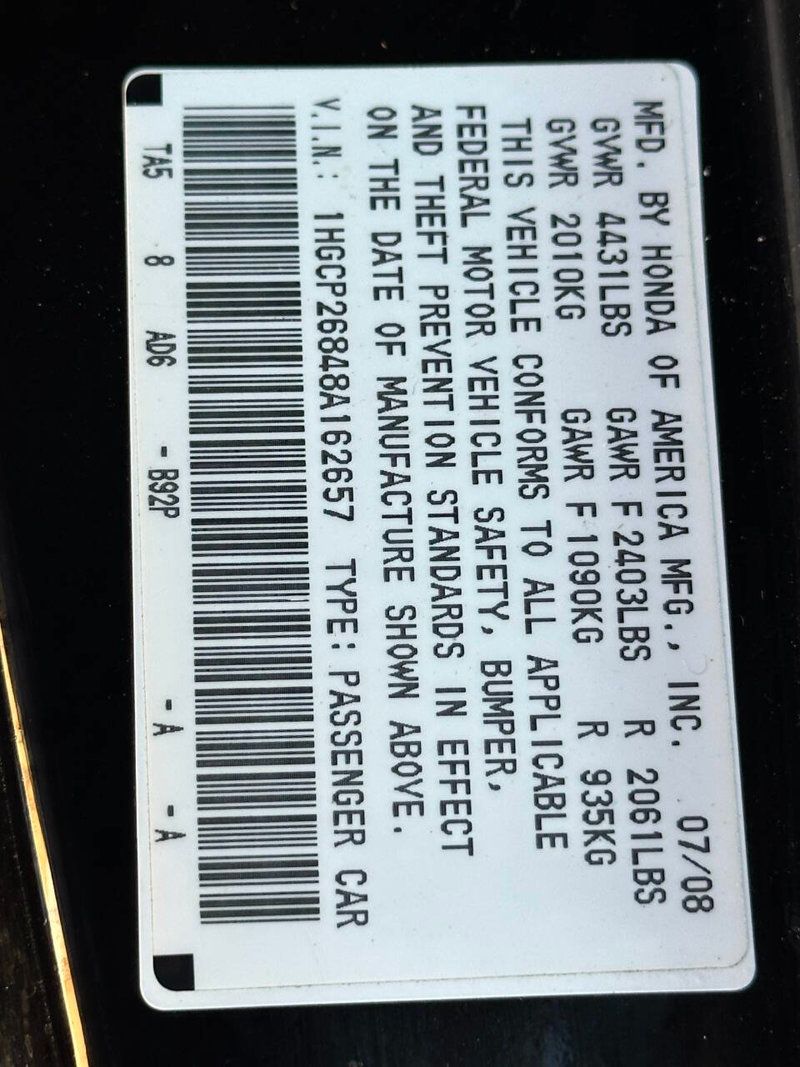 MFD. BY HONDA OF AMERICA MFG., INC. 07/08
GVWR 4431LBS GAWR F 2403LBS R 2061LBS
GVWR 2010KG GAWR F 1090KG R 935KG
THIS VEHICLE CONFORMS TO ALL APPLICABLE
FEDERAL MOTOR VEHICLE SAFETY, BUMPER,
AND THEFT PREVENTION STANDARDS IN EFFECT
ON THE DATE OF MANUFACTURE SHOWN ABOVE.
V.I.N.: 1HGCP26848A162657 TYPE: PASSENGER CAR
TA5 8 AD6 - B92P - A - A